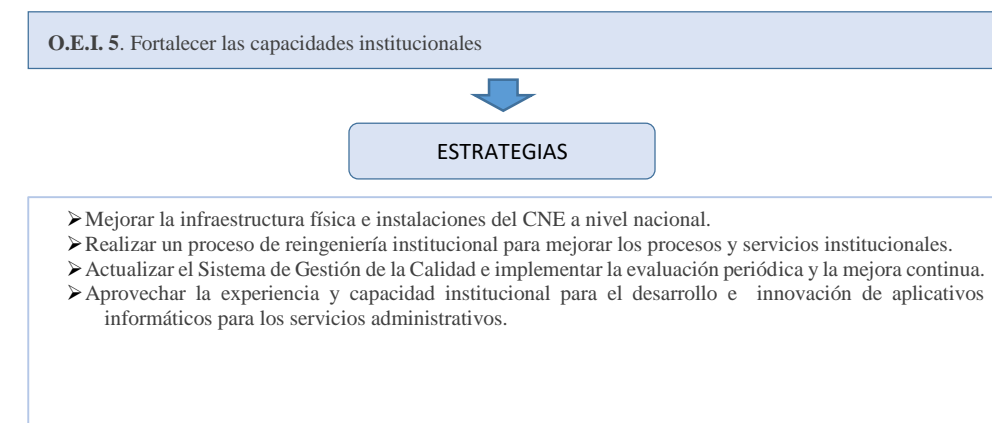 O.E.I. 5. Fortalecer las capacidades institucionales
ESTRATEGIAS
➢Mejorar la infraestructura física e instalaciones del CNE a nivel nacional.
➢Realizar un proceso de reingeniería institucional para mejorar los procesos y servicios institucionales.
➢Actualizar el Sistema de Gestión de la Calidad e implementar la evaluación periódica y la mejora continua.
➢Aprovechar la experiencia y capacidad institucional para el desarrollo e innovación de aplicativos
informáticos para los servicios administrativos.